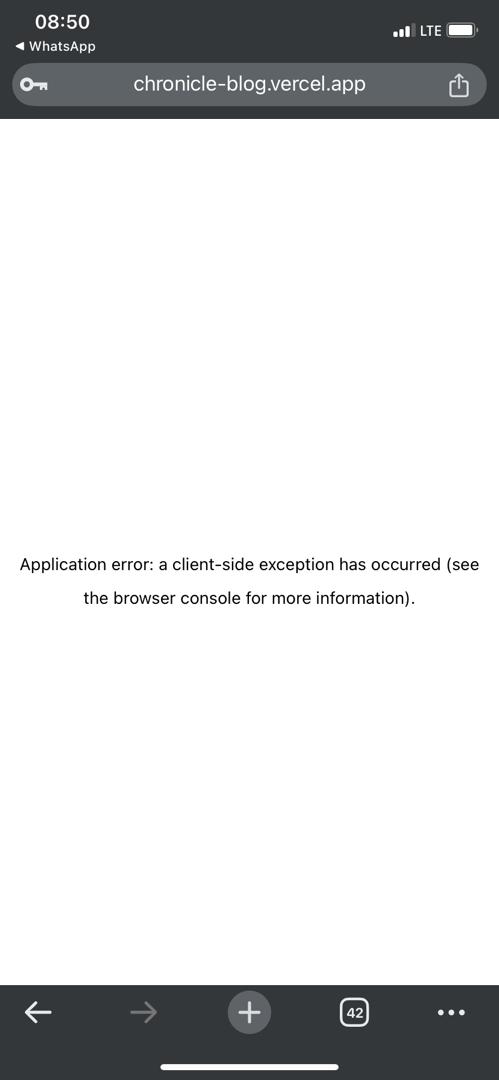 08:50
LTE
◀ WhatsApp
chronicle-blog.vercel.app
Application error: a client-side exception has occurred (see
the browser console for more information).
42